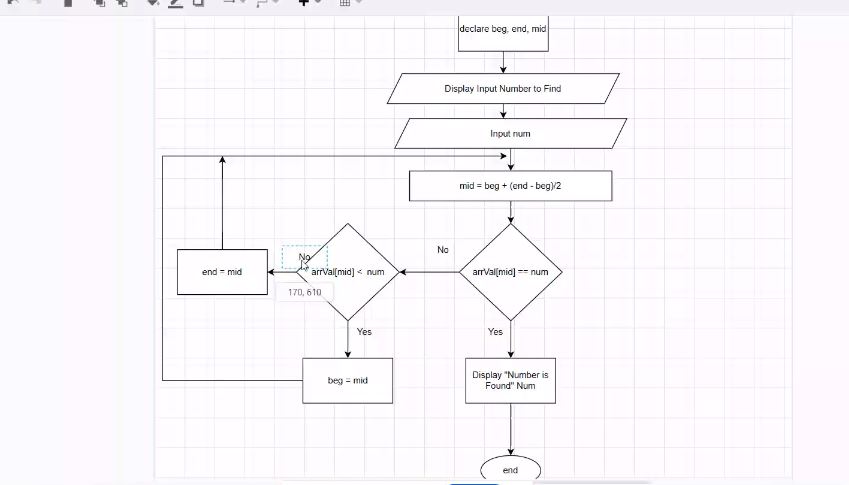 declare beg, end, mid
Display Input Number to Find
Input num
mid = beg + (end - beg)/2
No
No
end = mid
arrVal[mid] < num
arrVal[mid] == num
170, 610
Yes
Yes
beg = mid
Display "Number is
Found" Num
end